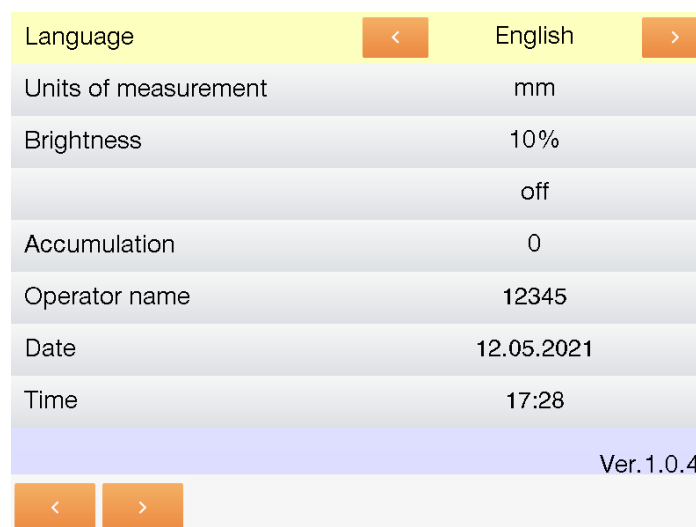 Language < English >
Units of measurement mm
Brightness 10%
off
Accumulation 0
Operator name 12345
Date 12.05.2021
Time 17:28
Ver.1.0.4
< >